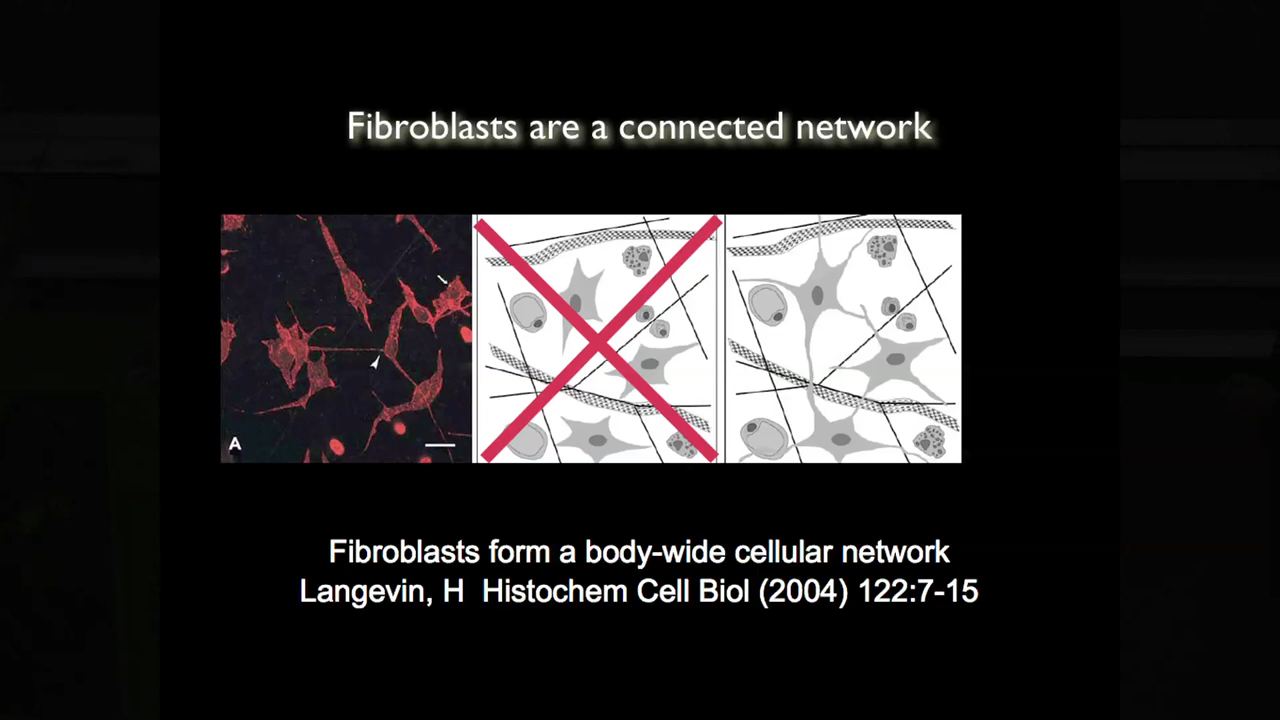 Fibroblasts are a connected network
A
Fibroblasts form a body-wide cellular network
Langevin, H Histochem Cell Biol (2004) 122:7-15